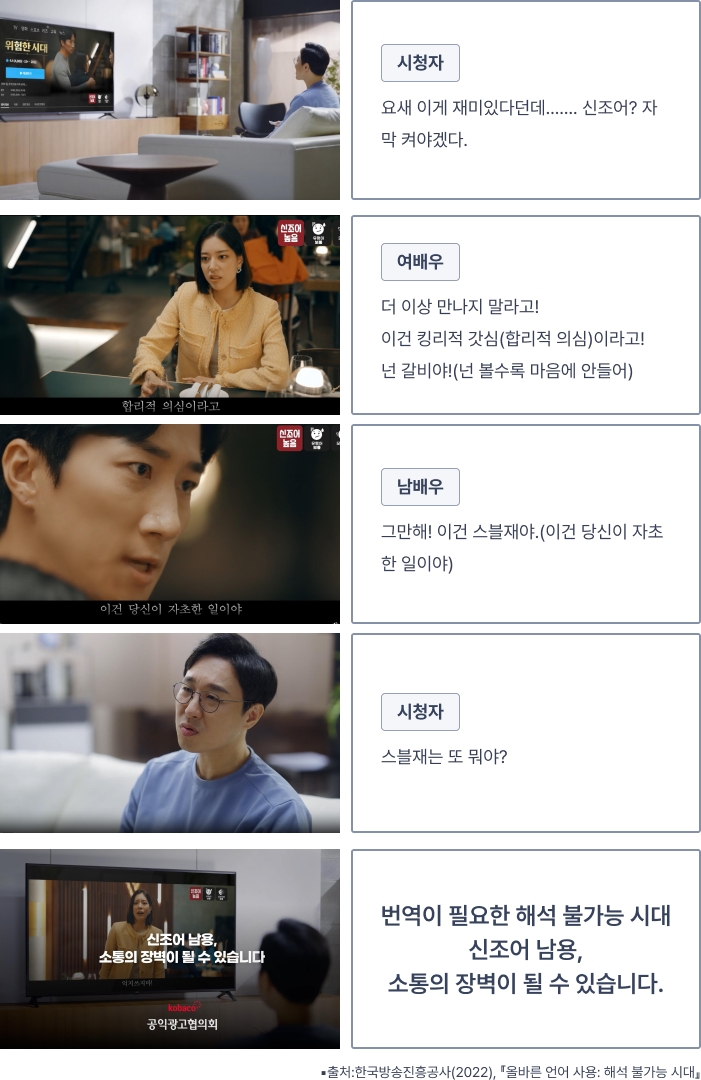 위험한 시대
시청자
요새 이게 재미있다던데....... 신조어? 자
막 켜야겠다.
신조어
높음
합리적 의심이라고
여배우
더 이상 만나지 말라고!
이건 킹리적 갓심(합리적 의심)이라고!
넌 갈비야!(넌 볼수록 마음에 안들어)
신조어
높음
이건 당신이 자초한 일이야
남배우
그만해! 이건 스블재야.(이건 당신이 자초
한 일이야)
시청자
스블재는 또 뭐야?
신조어 남용,
소통의 장벽이 될 수 있습니다
kobaco
공익광고협의회
번역이 필요한 해석 불가능 시대
신조어 남용,
소통의 장벽이 될 수 있습니다.
▪출처:한국방송진흥공사(2022), 『올바른 언어 사용: 해석 불가능 시대』